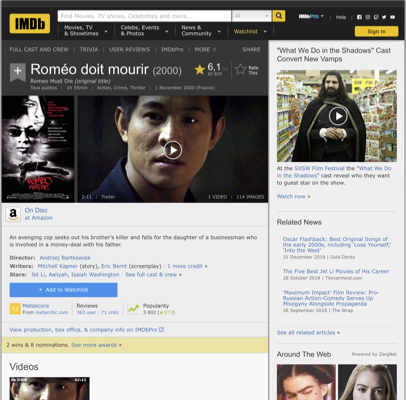 IMDb
Find Movies, TV shows, Celebrities and more...
All
IMDbPro
Help
Movies, TV
& Showtimes
Celebs, Events
& Photos
News &
Community
Watchlist
Sign in
FULL CAST AND CREW | TRIVIA | USER REVIEWS | IMDbPro | MORE
SHARE
Roméo doit mourir (2000)
Romeo Must Die (original title)
Tous publics | 1h 55min | Action, Crime, Thriller | 1 November 2000 (France)
6,1
Rate
This
2:11 | Trailer
1 VIDEO | 114 IMAGES
On Disc
at Amazon
An avenging cop seeks out his brother's killer and falls for the daughter of a businessman who
is involved in a money-deal with his father.
Director: Andrzej Bartkowiak
Writers: Mitchell Kapner (story), Eric Bernt (screenplay) | 1 more credit »
Stars: Jet Li, Aaliyah, Isaiah Washington | See full cast & crew »
+ Add to Watchlist
Metascore
From metacritic.com
Reviews
363 user | 71 critic
Popularity
View production, box office, & company info on IMDbPro
2 wins & 8 nominations. See more awards »
Videos
"What We Do in the Shadows" Cast
Convert New Vamps
At the SXSW Film Festival the "What We
Do in the Shadows" cast reveal who they
want to guest star on the show.
Watch now »
Related News
Oscar Flashback: Best Original Songs of
the early 2000s, including 'Lose Yourself,'
'Into the West'
31 December 2018 | Gold Derby
The Five Best Jet Li Movies of His Career
28 October 2018 | TVovermind.com
'Maximum Impact' Film Review: Pro-
Russian Action-Comedy Serves Up
Misogyny Alongside Propaganda
26 September 2018 | The Wrap
See all related articles »
Around The Web
Powered by ZergNet